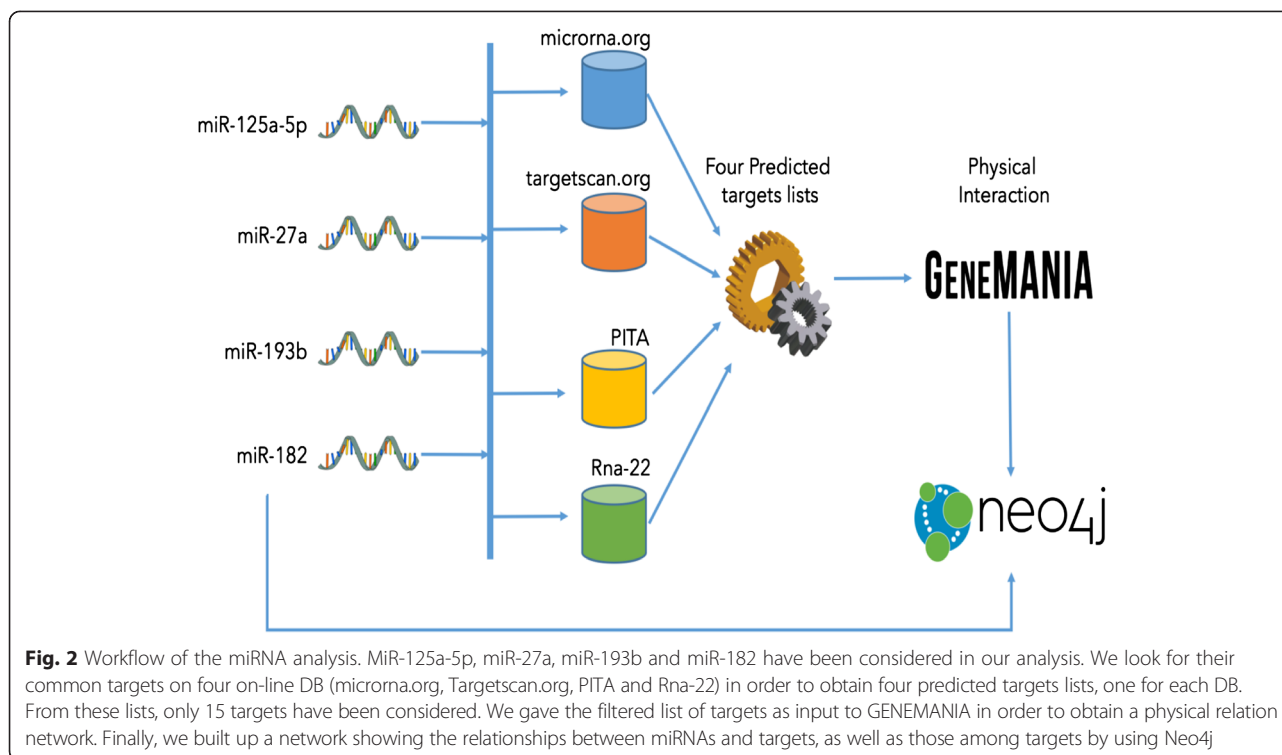 microrna.org
miR-125a-5p
targetscan.org
Four Predicted
targets lists
Physical
Interaction
miR-27a
GENEMANIA
miR-193b
PITA
miR-182
Rna-22
neo4j
Fig. 2 Workflow of the miRNA analysis. MiR-125a-5p, miR-27a, miR-193b and miR-182 have been considered in our analysis. We look for their
common targets on four on-line DB (microrna.org, Targetscan.org, PITA and Rna-22) in order to obtain four predicted targets lists, one for each DB.
From these lists, only 15 targets have been considered. We gave the filtered list of targets as input to GENEMANIA in order to obtain a physical relation
network. Finally, we built up a network showing the relationships between miRNAs and targets, as well as those among targets by using Neo4j